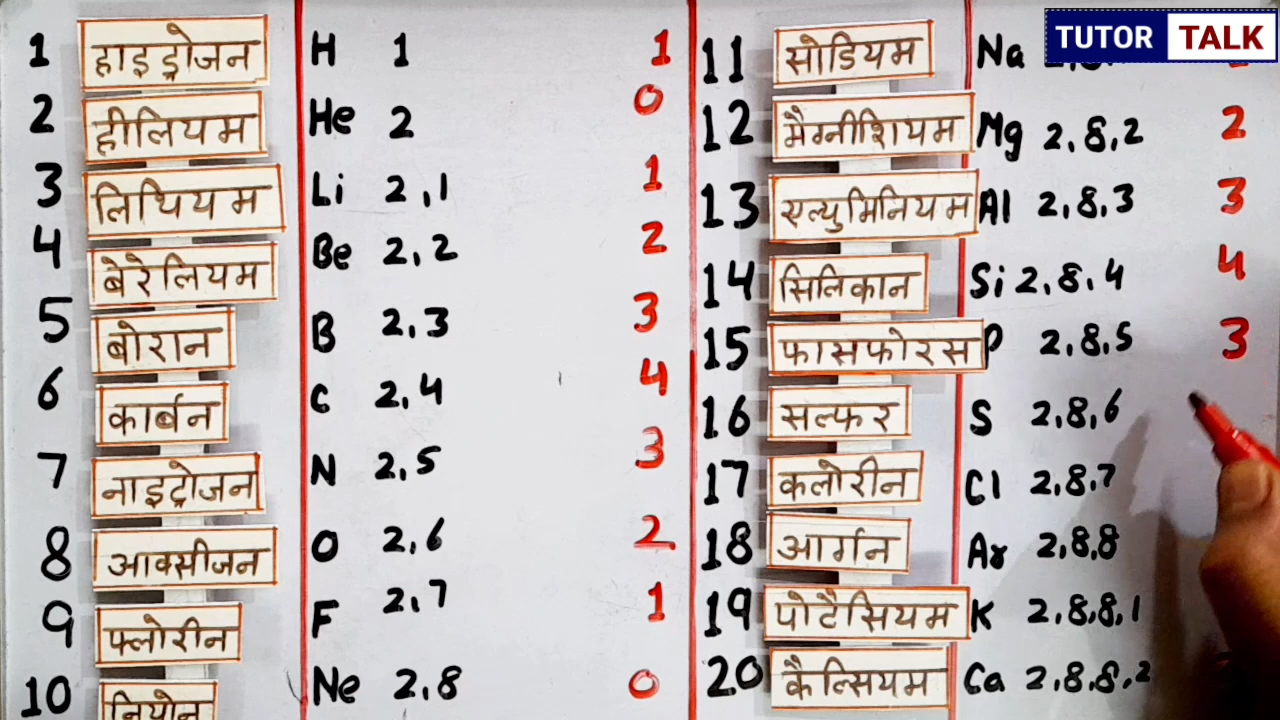 1 हाइड्रोजन H 1 1
2 हीलियम He 2 0
3 लिथियम Li 2,1 1
4 बेरेलियम Be 2,2 2
5 बोरान B 2,3 3
6 कार्बन C 2,4 4
7 नाइट्रोजन N 2,5 3
8 आक्सीजन O 2,6 2
9 फ्लोरीन F 2,7 1
10 नियोन Ne 2,8 0
TUTOR TALK
11 सोडियम Na
12 मैग्नीशियम Mg 2,8,2 2
13 एल्युमिनियम Al 2,8,3 3
14 सिलिकान Si 2,8,4 4
15 फासफोरस P 2,8,5 3
16 सल्फर S 2,8,6
17 क्लोरीन Cl 2,8,7
18 आर्गन Ar 2,8,8
19 पोटैसियम K 2,8,8,1
20 कैल्सियम Ca 2,8,8,2